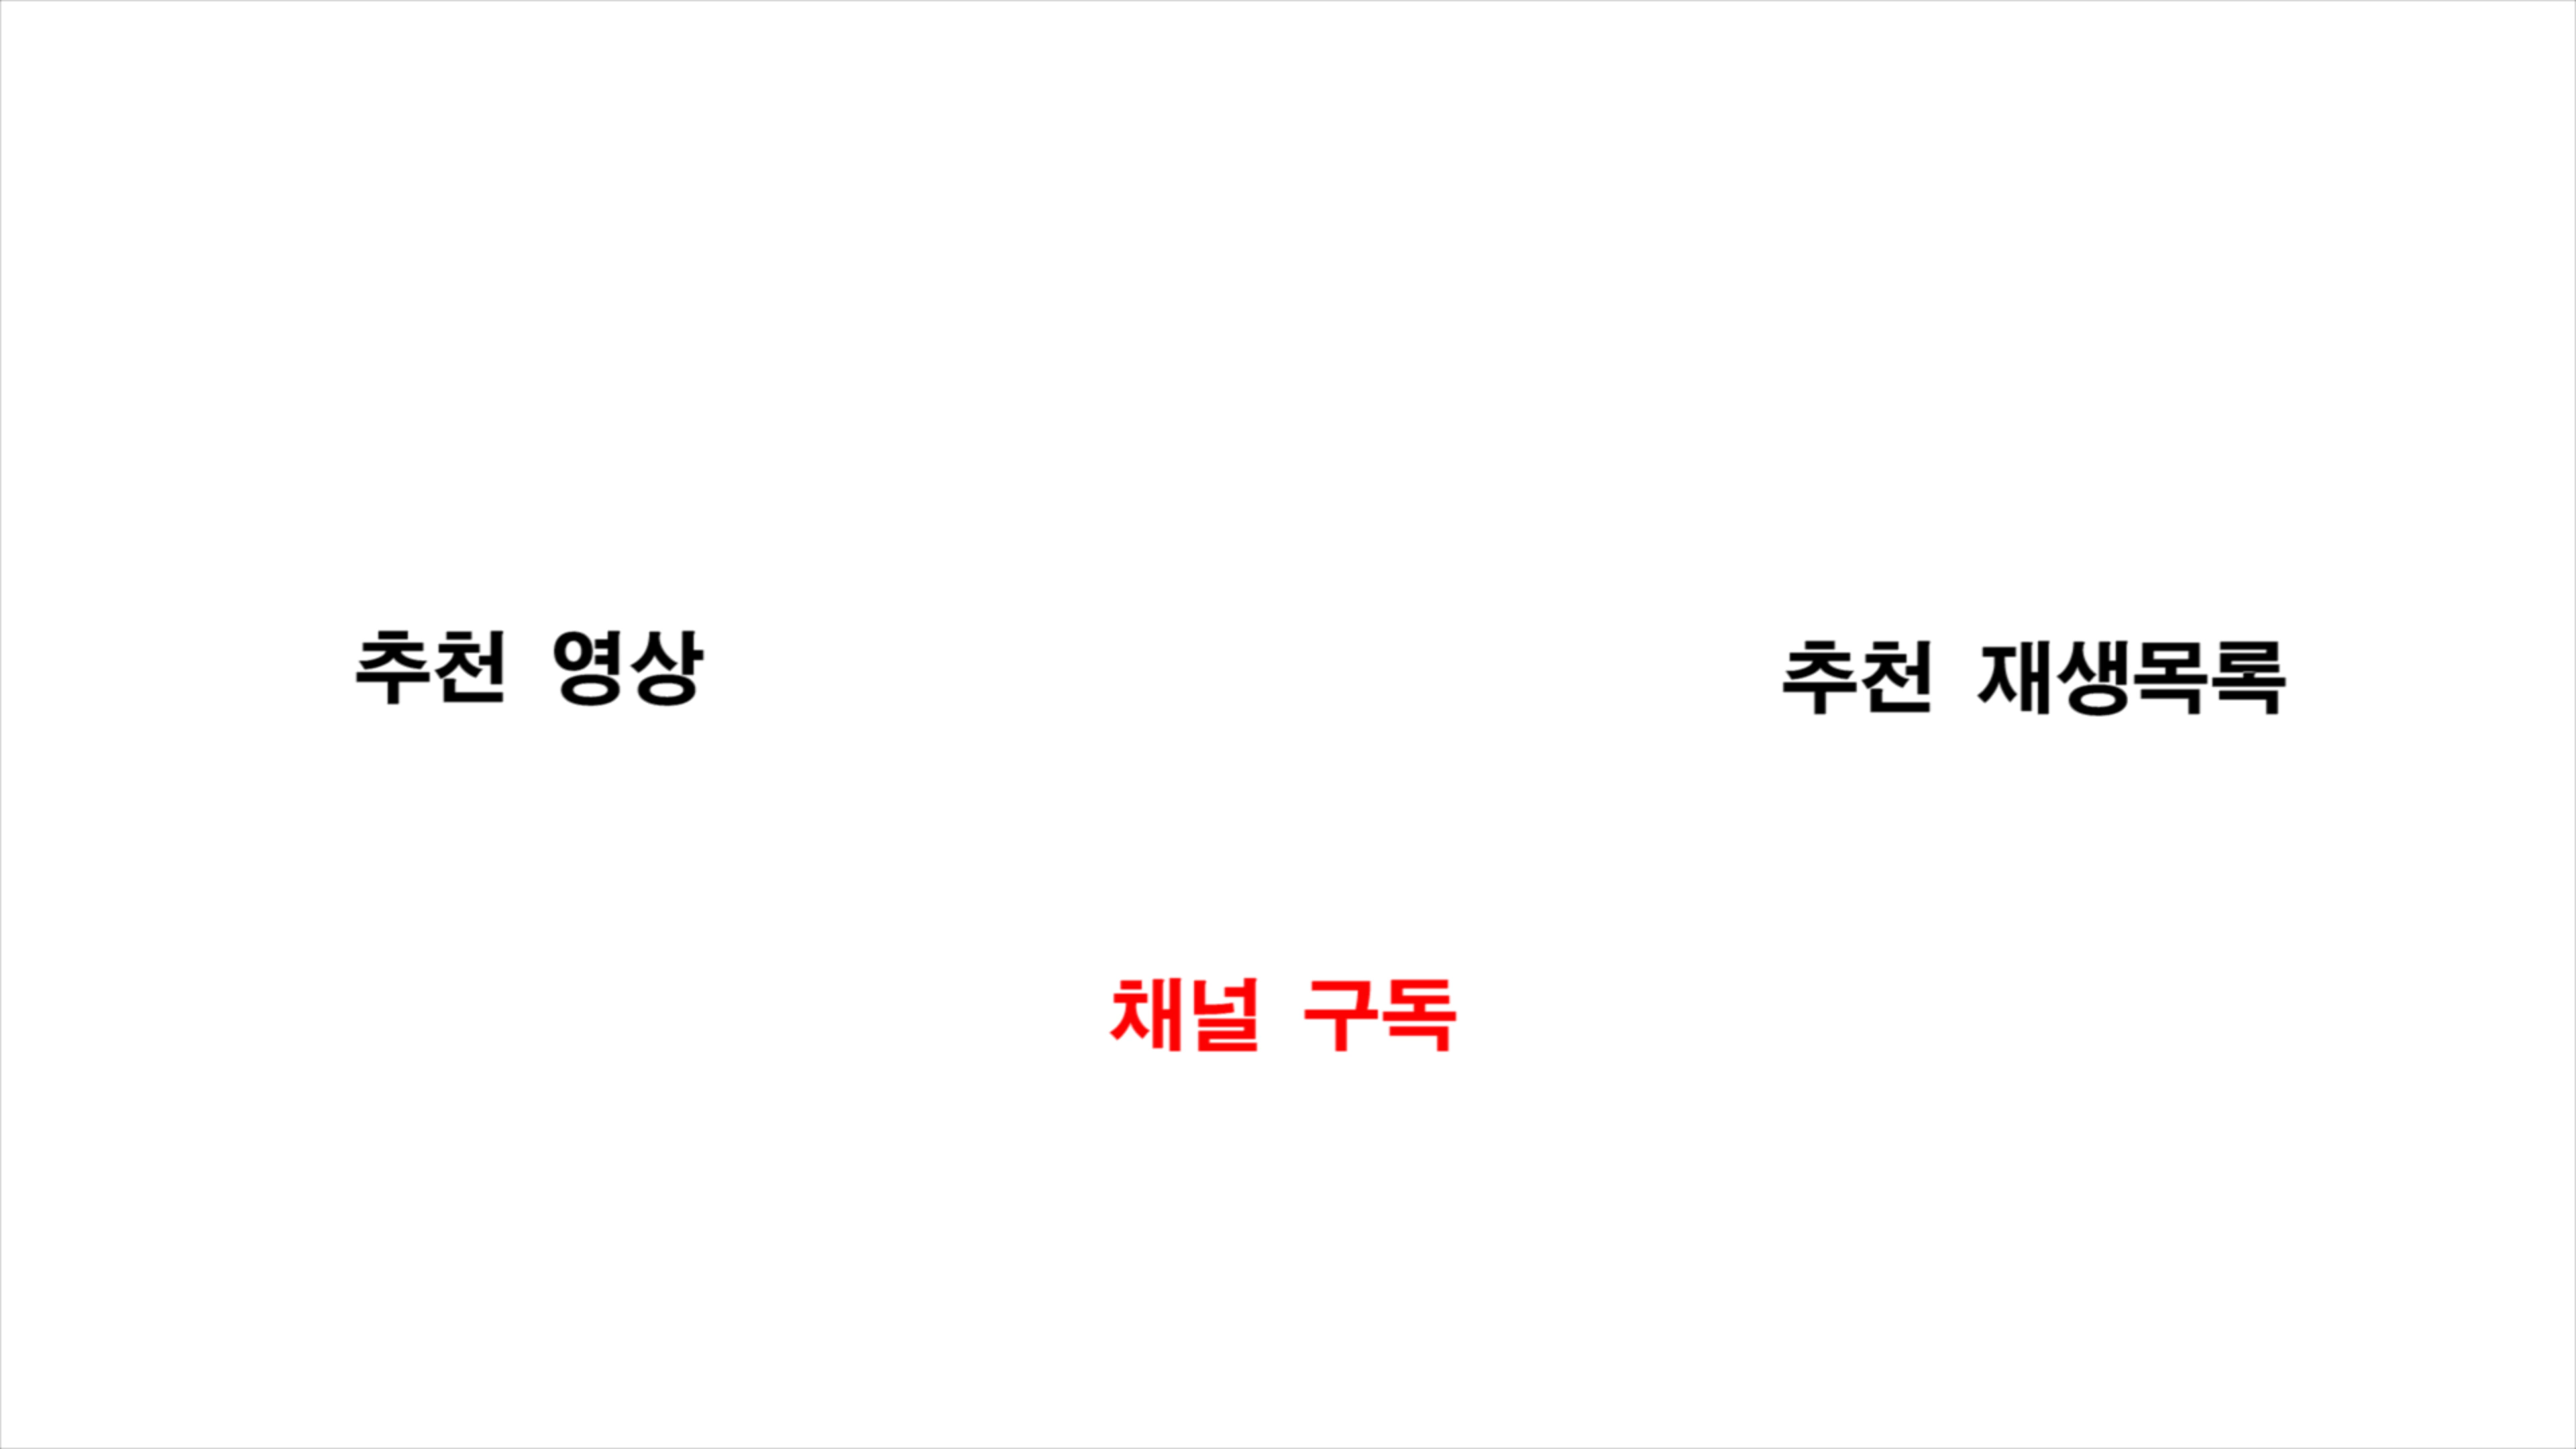 추천 영상
추천 재생목록
채널 구독